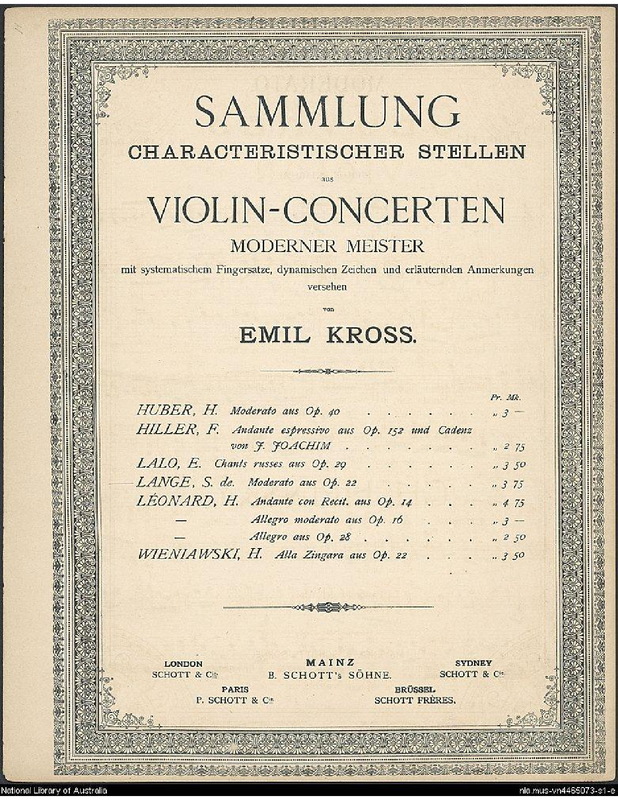 SAMMLUNG
CHARACTERISTISCHER STELLEN
aus
VIOLIN-CONCERTEN
MODERNER MEISTER
mit systematischem Fingersatze, dynamischen Zeichen und erläuternden Anmerkungen
versehen
von
EMIL KROSS.
Pr. Mk.
HUBER, H. Moderato aus Op. 40 . . . . . . „ 3 —
HILLER, F. Andante espressivo aus Op. 152 und Cadenz
von J. JOACHIM . . . . . . „ 2 75
LALO, E. Chants russes aus Op. 29 . . . . . . „ 3 50
LANGE, S. de. Moderato aus Op. 22 . . . . . „ 3 75
LÉONARD, H. Andante con Recit. aus Op. 14 . . . „ 4 75
— Allegro moderato aus Op. 16 . . . „ 3 —
— Allegro aus Op. 28 . . . . . „ 2 50
WIENIAWSKI, H. Alla Zingara aus Op. 22 . . . . „ 3 50
LONDON MAINZ SYDNEY
SCHOTT & Co. B. SCHOTT's SÖHNE. SCHOTT & Co.
PARIS BRÜSSEL
P. SCHOTT & Co. SCHOTT FRÈRES.
National Library of Australia nla.mus-vn4465073-s1-e